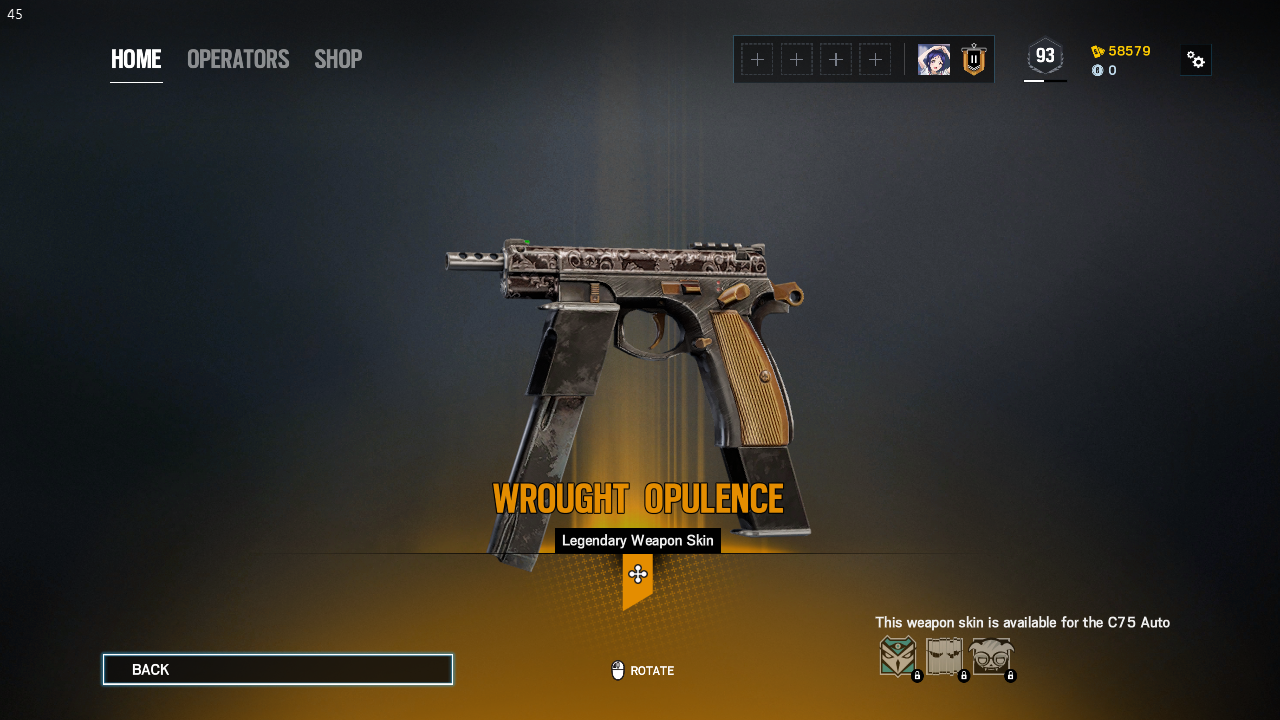 45
HOME OPERATORS SHOP
93
58579
0
WROUGHT OPULENCE
Legendary Weapon Skin
This weapon skin is available for the C75 Auto
BACK
ROTATE